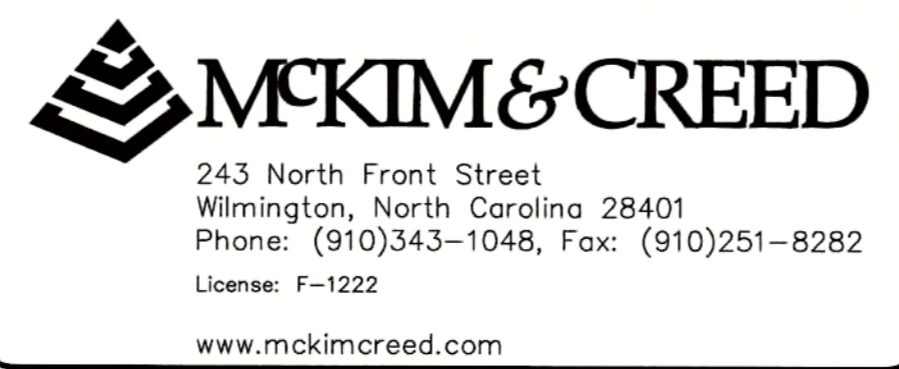 McKIM & CREED
243 North Front Street
Wilmington, North Carolina 28401
Phone: (910)343-1048, Fax: (910)251-8282
License: F-1222
www.mckimcreed.com